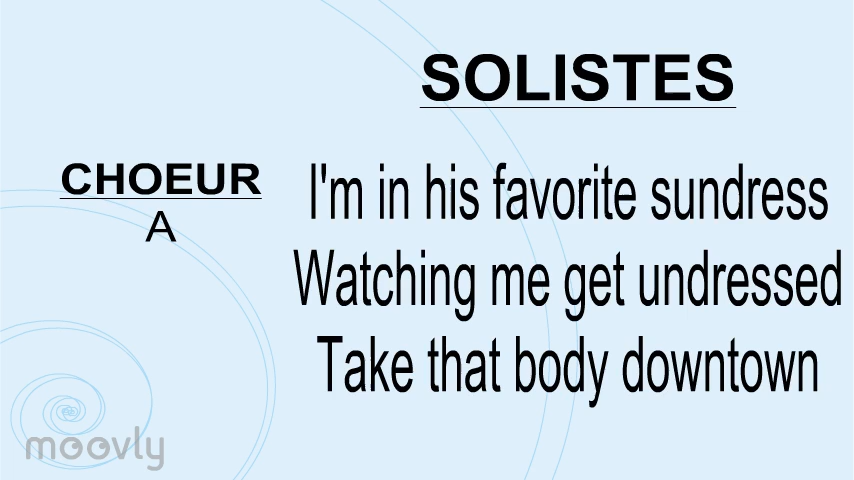 SOLISTES
CHOEUR
A
I'm in his favorite sundress
Watching me get undressed
Take that body downtown
moovly